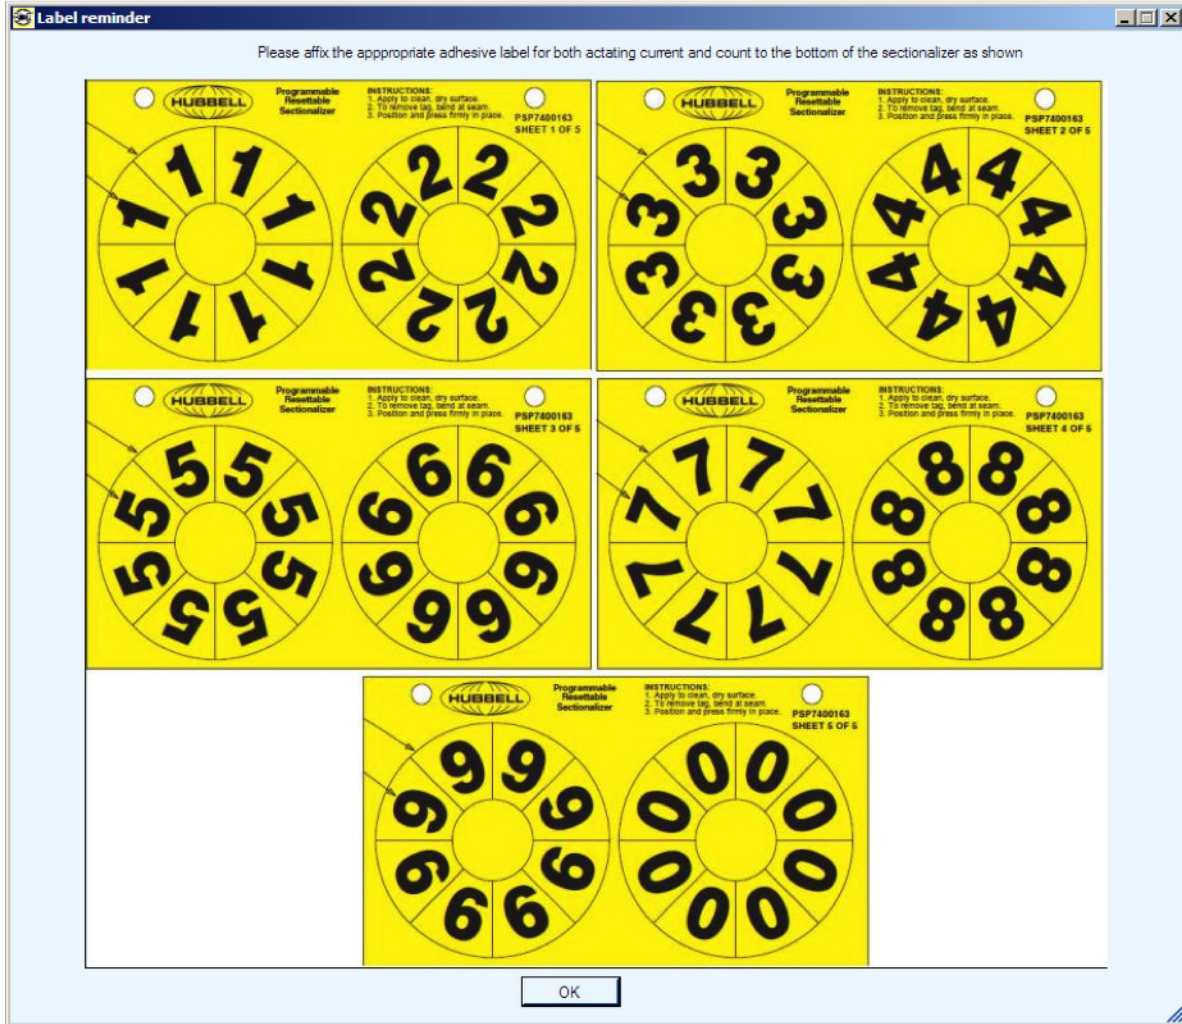 Label reminder
Please affix the apppropriate adhesive label for both actating current and count to the bottom of the sectionalizer as shown
HUBBELL
Programmable
Resettable
Sectionalizer
INSTRUCTIONS:
1. Apply to clean, dry surface.
2. To remove tag, bend at seam.
3. Position and press firmly in place.
PSP7400163
SHEET 1 OF 5
1 1 1 1 1 1 1 1
2 2 2 2 2 2 2 2
HUBBELL
Programmable
Resettable
Sectionalizer
INSTRUCTIONS:
1. Apply to clean, dry surface.
2. To remove tag, bend at seam.
3. Position and press firmly in place.
PSP7400163
SHEET 2 OF 5
3 3 3 3 3 3 3 3
4 4 4 4 4 4 4 4
HUBBELL
Programmable
Resettable
Sectionalizer
INSTRUCTIONS:
1. Apply to clean, dry surface.
2. To remove tag, bend at seam.
3. Position and press firmly in place.
PSP7400163
SHEET 3 OF 5
5 5 5 5 5 5 5 5
6 6 6 6 6 6 6 6
HUBBELL
Programmable
Resettable
Sectionalizer
INSTRUCTIONS:
1. Apply to clean, dry surface.
2. To remove tag, bend at seam.
3. Position and press firmly in place.
PSP7400163
SHEET 4 OF 5
7 7 7 7 7 7 7 7
8 8 8 8 8 8 8 8
HUBBELL
Programmable
Resettable
Sectionalizer
INSTRUCTIONS:
1. Apply to clean, dry surface.
2. To remove tag, bend at seam.
3. Position and press firmly in place.
PSP7400163
SHEET 5 OF 5
9 9 9 9 9 9 9 9
0 0 0 0 0 0 0 0
OK